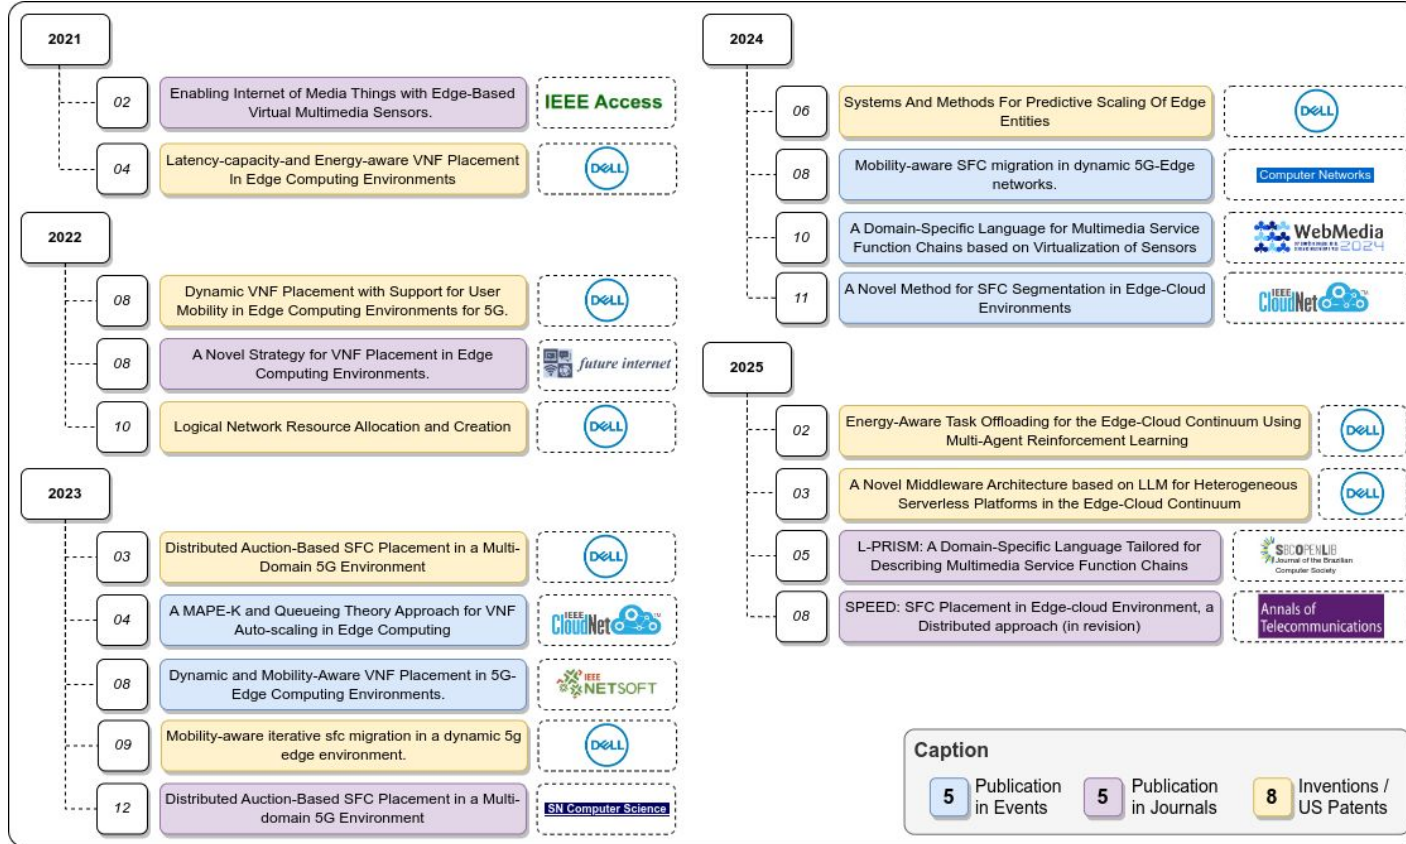 2021
02
Enabling Internet of Media Things with Edge-Based
Virtual Multimedia Sensors.
IEEE Access
04
Latency-capacity-and Energy-aware VNF Placement
In Edge Computing Environments
DELL
2022
08
Dynamic VNF Placement with Support for User
Mobility in Edge Computing Environments for 5G.
DELL
08
A Novel Strategy for VNF Placement in Edge
Computing Environments.
future internet
10
Logical Network Resource Allocation and Creation
DELL
2023
03
Distributed Auction-Based SFC Placement in a Multi-
Domain 5G Environment
DELL
04
A MAPE-K and Queueing Theory Approach for VNF
Auto-scaling in Edge Computing
IEEE
CloudNet
08
Dynamic and Mobility-Aware VNF Placement in 5G-
Edge Computing Environments.
IEEE
NETSOFT
09
Mobility-aware iterative sfc migration in a dynamic 5g
edge environment.
DELL
12
Distributed Auction-Based SFC Placement in a Multi-
domain 5G Environment
SN Computer Science
2024
06
Systems And Methods For Predictive Scaling Of Edge
Entities
DELL
08
Mobility-aware SFC migration in dynamic 5G-Edge
networks.
Computer Networks
10
A Domain-Specific Language for Multimedia Service
Function Chains based on Virtualization of Sensors
WebMedia
2024
11
A Novel Method for SFC Segmentation in Edge-Cloud
Environments
IEEE
CloudNet
2025
02
Energy-Aware Task Offloading for the Edge-Cloud Continuum Using
Multi-Agent Reinforcement Learning
DELL
03
A Novel Middleware Architecture based on LLM for Heterogeneous
Serverless Platforms in the Edge-Cloud Continuum
DELL
05
L-PRISM: A Domain-Specific Language Tailored for
Describing Multimedia Service Function Chains
SBCOPENLIB
Journal of the Brazilian
Computer Society
08
SPEED: SFC Placement in Edge-cloud Environment, a
Distributed approach (in revision)
Annals of
Telecommunications
Caption
5
Publication
in Events
5
Publication
in Journals
8
Inventions /
US Patents